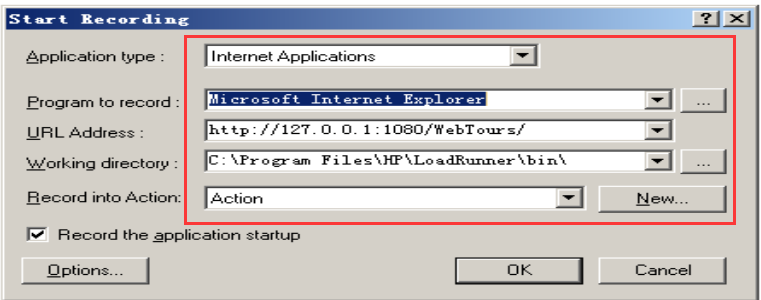 Start Recording
Application type : Internet Applications
Program to record : Microsoft Internet Explorer ...
URL Address : http://127.0.0.1:1080/WebTours/
Working directory : C:\Program Files\HP\LoadRunner\bin\ ...
Record into Action: Action New...
Record the application startup
Options... OK Cancel